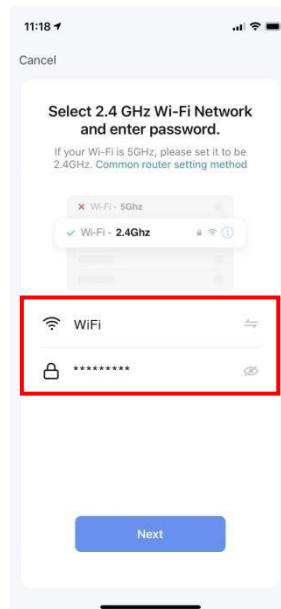 11:18
Cancel
Select 2.4 GHz Wi-Fi Network
and enter password.
If your Wi-Fi is 5GHz, please set it to be
2.4GHz. Common router setting method
Wi-Fi - 5Ghz
Wi-Fi - 2.4Ghz
WiFi
*********
Next